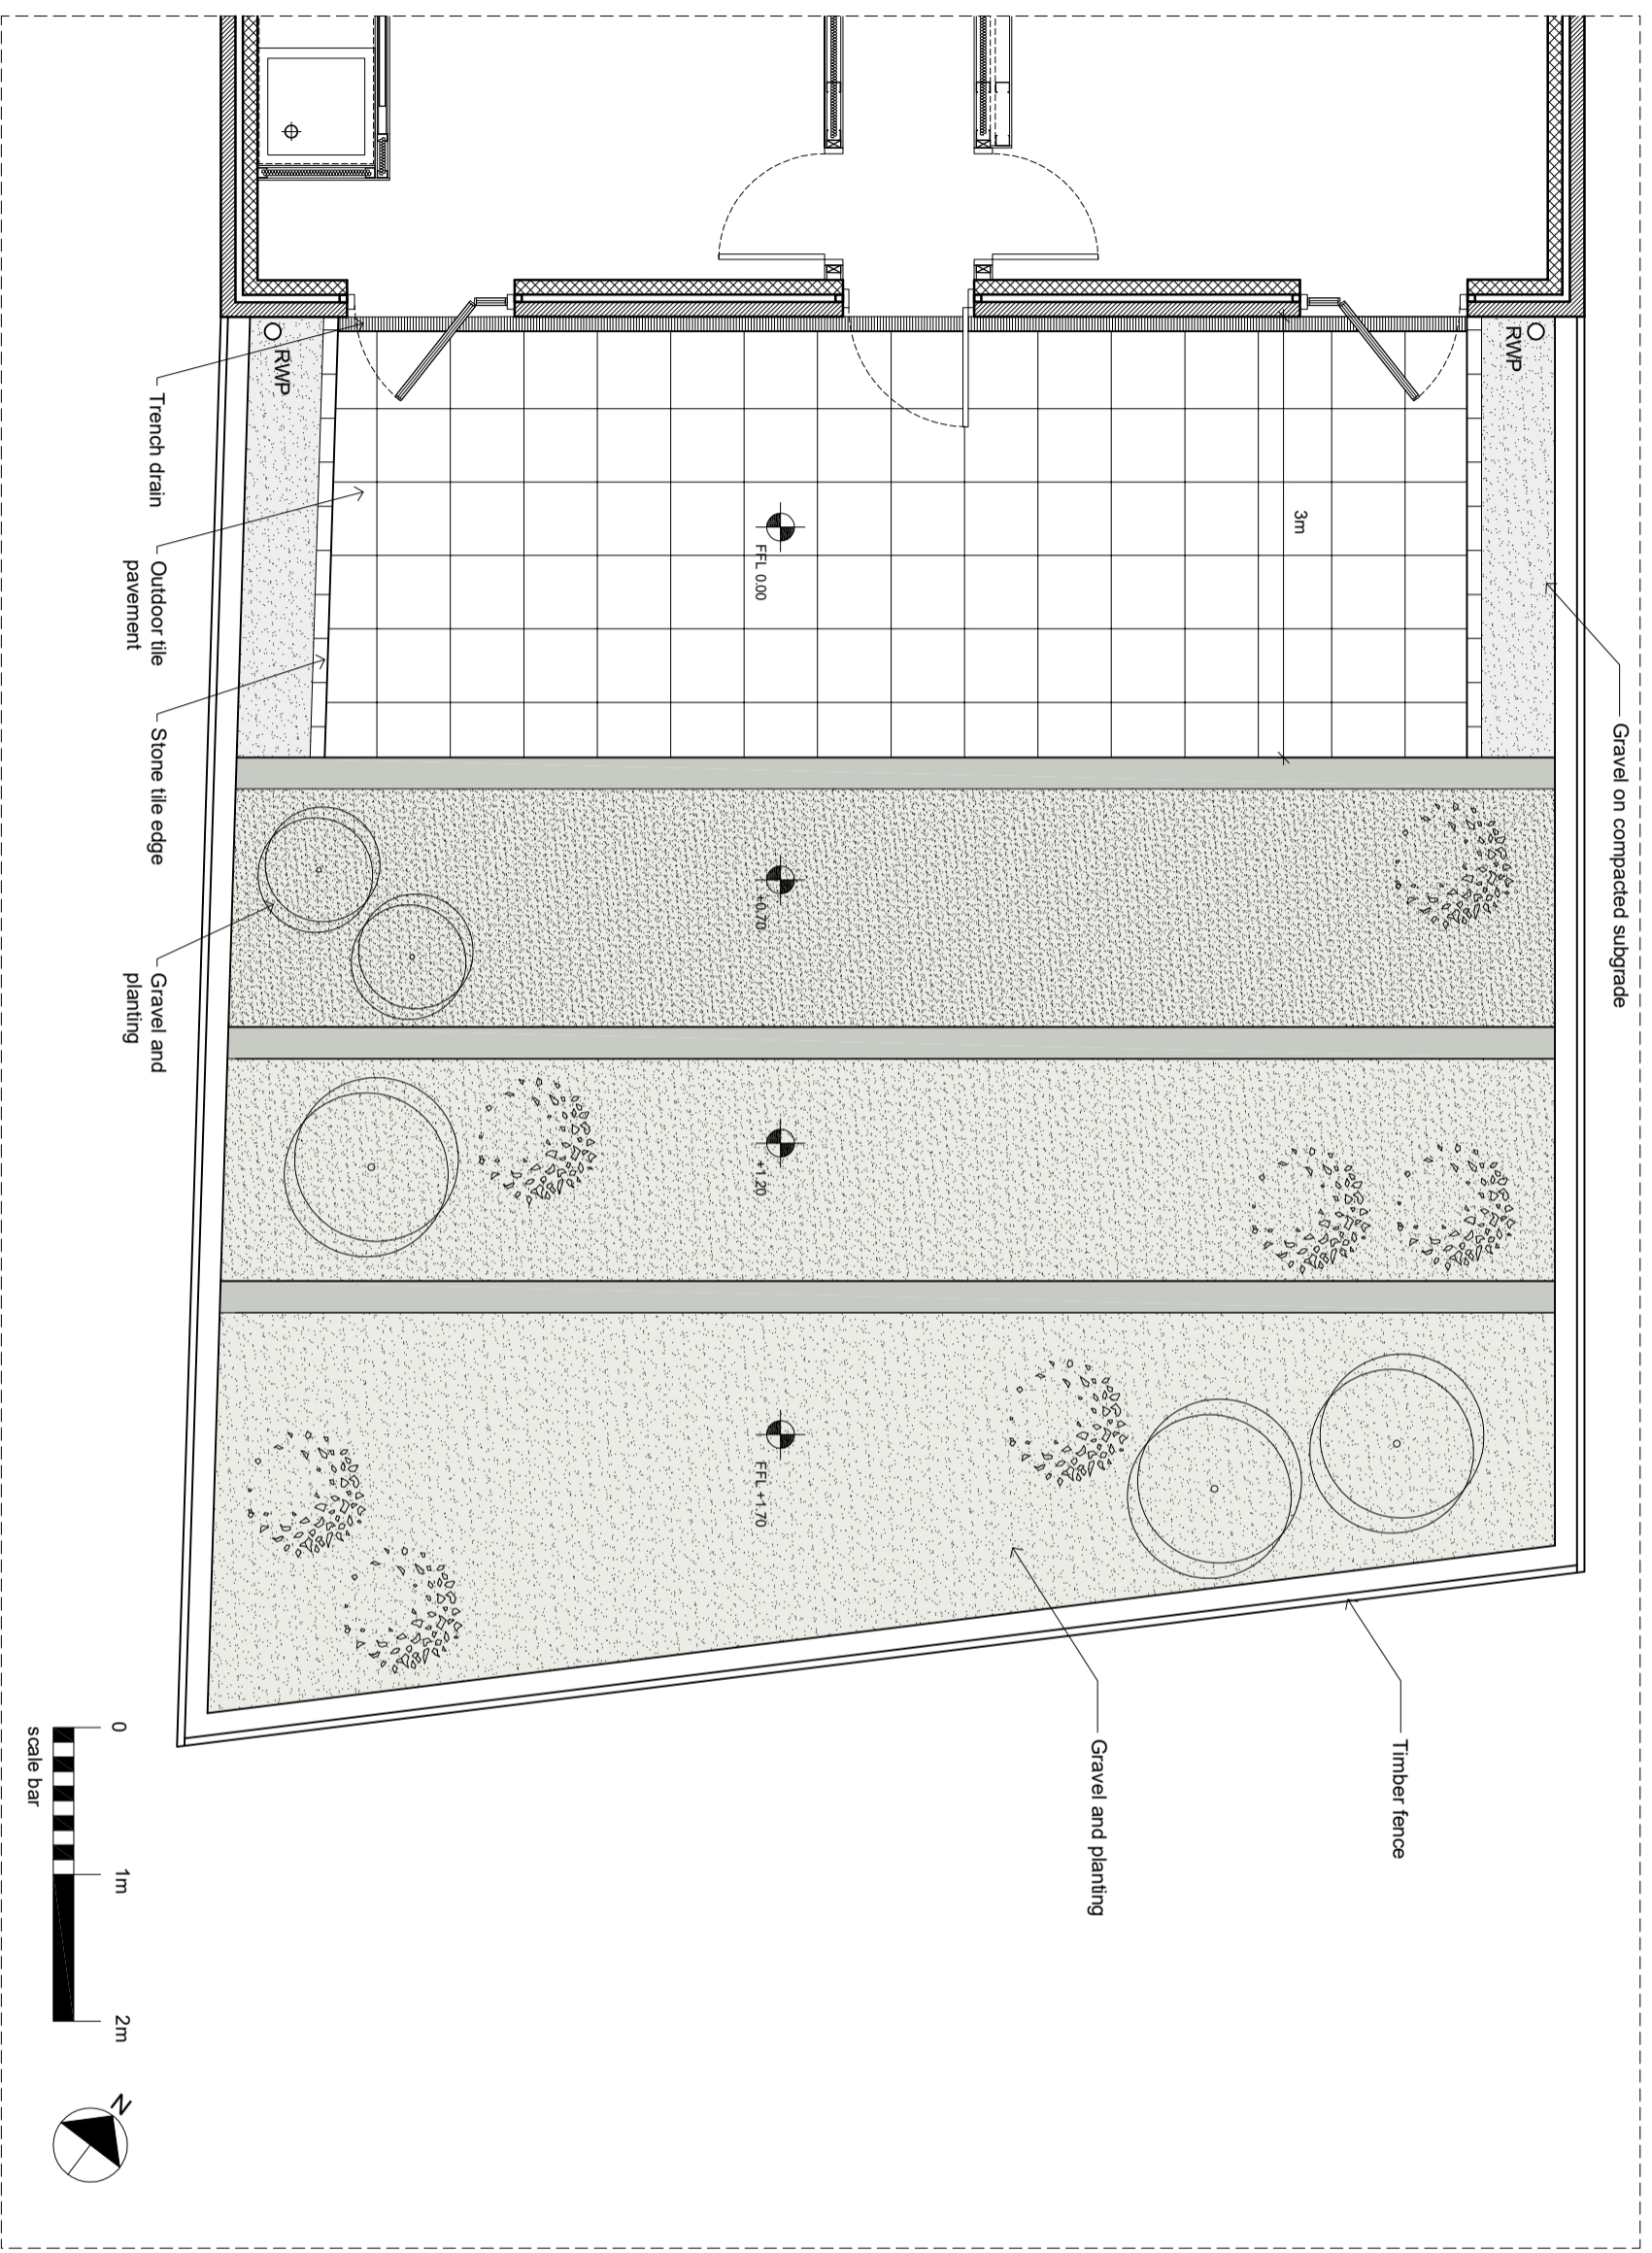 RWP
RWP
Trench drain
Outdoor tile
pavement
Stone tile edge
Gravel and
planting
Gravel on compacted subgrade
3m
FFL 0.00
+0.70
+1.20
FFL +1.70
Gravel and planting
Timber fence
0
1m
2m
scale bar
N